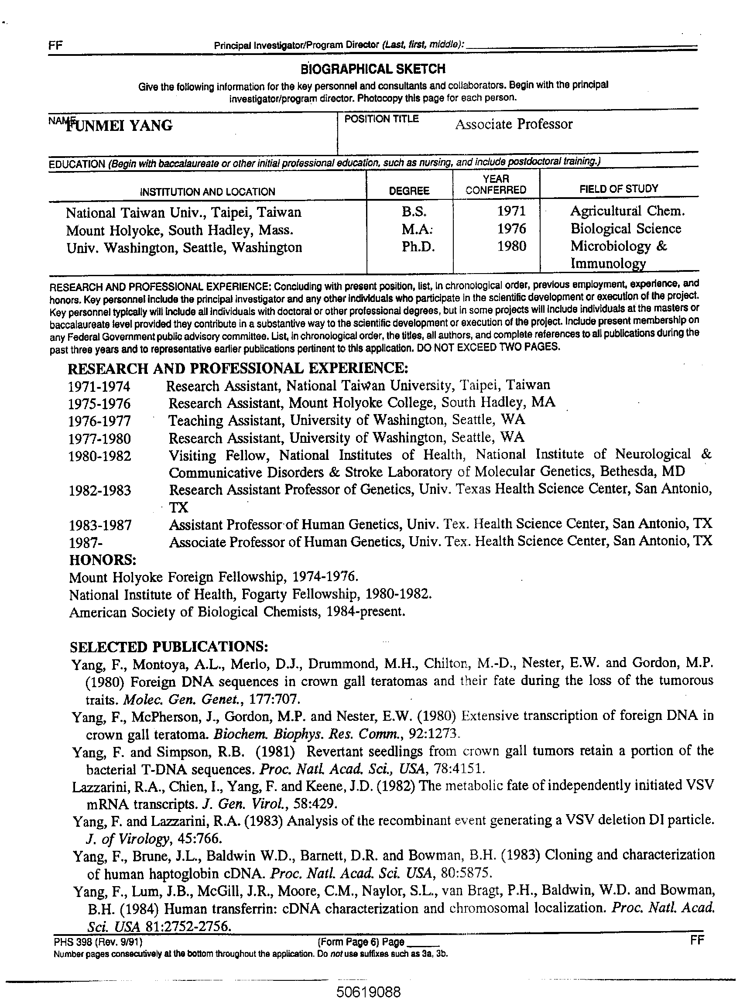 FF
Principal Investigator/Program Director (Last, first, middle):
BIOGRAPHICAL SKETCH
Give the following information for the key personnel and consultants and collaborators. Begin with the principal
investigator/program director. Photocopy this page for each person.
NAME
FUNMEI YANG
POSITION TITLE
Associate Professor
EDUCATION (Begin with baccalaureate or other initial professional education, such as nursing, and include postdoctoral training.)
INSTITUTION AND LOCATION DEGREE YEAR CONFERRED FIELD OF STUDY
National Taiwan Univ., Taipei, Taiwan B.S. 1971 Agricultural Chem.
Mount Holyoke, South Hadley, Mass. M.A. 1976 Biological Science
Univ. Washington, Seattle, Washington Ph.D. 1980 Microbiology &
Immunology
RESEARCH AND PROFESSIONAL EXPERIENCE: Concluding with present position, list, in chronological order, previous employment, experience, and
honors. Key personnel include the principal investigator and any other individuals who participate in the scientific development or execution of the project.
Key personnel typically will include all individuals with doctoral or other professional degrees, but in some projects will include individuals at the masters or
baccalaureate level provided they contribute in a substantive way to the scientific development or execution of the project. Include present membership on
any Federal Government public advisory committee. List, in chronological order, the titles, all authors, and complete references to all publications during the
past three years and to representative earlier publications pertinent to this application. DO NOT EXCEED TWO PAGES.
RESEARCH AND PROFESSIONAL EXPERIENCE:
1971-1974 Research Assistant, National Taiwan University, Taipei, Taiwan
1975-1976 Research Assistant, Mount Holyoke College, South Hadley, MA
1976-1977 Teaching Assistant, University of Washington, Seattle, WA
1977-1980 Research Assistant, University of Washington, Seattle, WA
1980-1982 Visiting Fellow, National Institutes of Health, National Institute of Neurological &
Communicative Disorders & Stroke Laboratory of Molecular Genetics, Bethesda, MD
1982-1983 Research Assistant Professor of Genetics, Univ. Texas Health Science Center, San Antonio,
TX
1983-1987 Assistant Professor of Human Genetics, Univ. Tex. Health Science Center, San Antonio, TX
1987- Associate Professor of Human Genetics, Univ. Tex. Health Science Center, San Antonio, TX
HONORS:
Mount Holyoke Foreign Fellowship, 1974-1976.
National Institute of Health, Fogarty Fellowship, 1980-1982.
American Society of Biological Chemists, 1984-present.
SELECTED PUBLICATIONS:
Yang, F., Montoya, A.L., Merlo, D.J., Drummond, M.H., Chilton, M.-D., Nester, E.W. and Gordon, M.P.
(1980) Foreign DNA sequences in crown gall teratomas and their fate during the loss of the tumorous
traits. Molec. Gen. Genet., 177:707.
Yang, F., McPherson, J., Gordon, M.P. and Nester, E.W. (1980) Extensive transcription of foreign DNA in
crown gall teratoma. Biochem. Biophys. Res. Comm., 92:1273.
Yang, F. and Simpson, R.B. (1981) Revertant seedlings from crown gall tumors retain a portion of the
bacterial T-DNA sequences. Proc. Natl. Acad. Sci., USA, 78:4151.
Lazzarini, R.A., Chien, I., Yang, F. and Keene, J.D. (1982) The metabolic fate of independently initiated VSV
mRNA transcripts. J. Gen. Virol., 58:429.
Yang, F. and Lazzarini, R.A. (1983) Analysis of the recombinant event generating a VSV deletion DI particle.
J. of Virology, 45:766.
Yang, F., Brune, J.L., Baldwin W.D., Barnett, D.R. and Bowman, B.H. (1983) Cloning and characterization
of human haptoglobin cDNA. Proc. Natl. Acad. Sci. USA, 80:5875.
Yang, F., Lum, J.B., McGill, J.R., Moore, C.M., Naylor, S.L., van Bragt, P.H., Baldwin, W.D. and Bowman,
B.H. (1984) Human transferrin: cDNA characterization and chromosomal localization. Proc. Natl. Acad.
Sci. USA 81:2752-2756.
PHS 398 (Rev. 9/91) (Form Page 6) Page FF
Number pages consecutively at the bottom throughout the application. Do not use suffixes such as 3a, 3b.
50619088